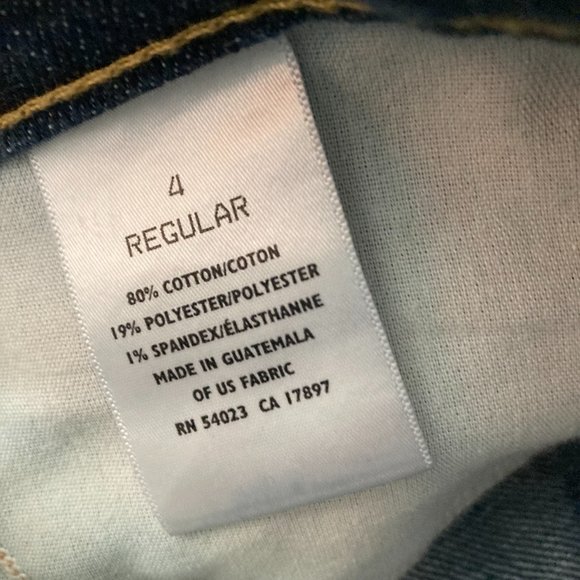 4
REGULAR
80% COTTON/COTON
19% POLYESTER/POLYESTER
1% SPANDEX/ÉLASTHANNE
MADE IN GUATEMALA
OF US FABRIC
RN 54023 CA 17897